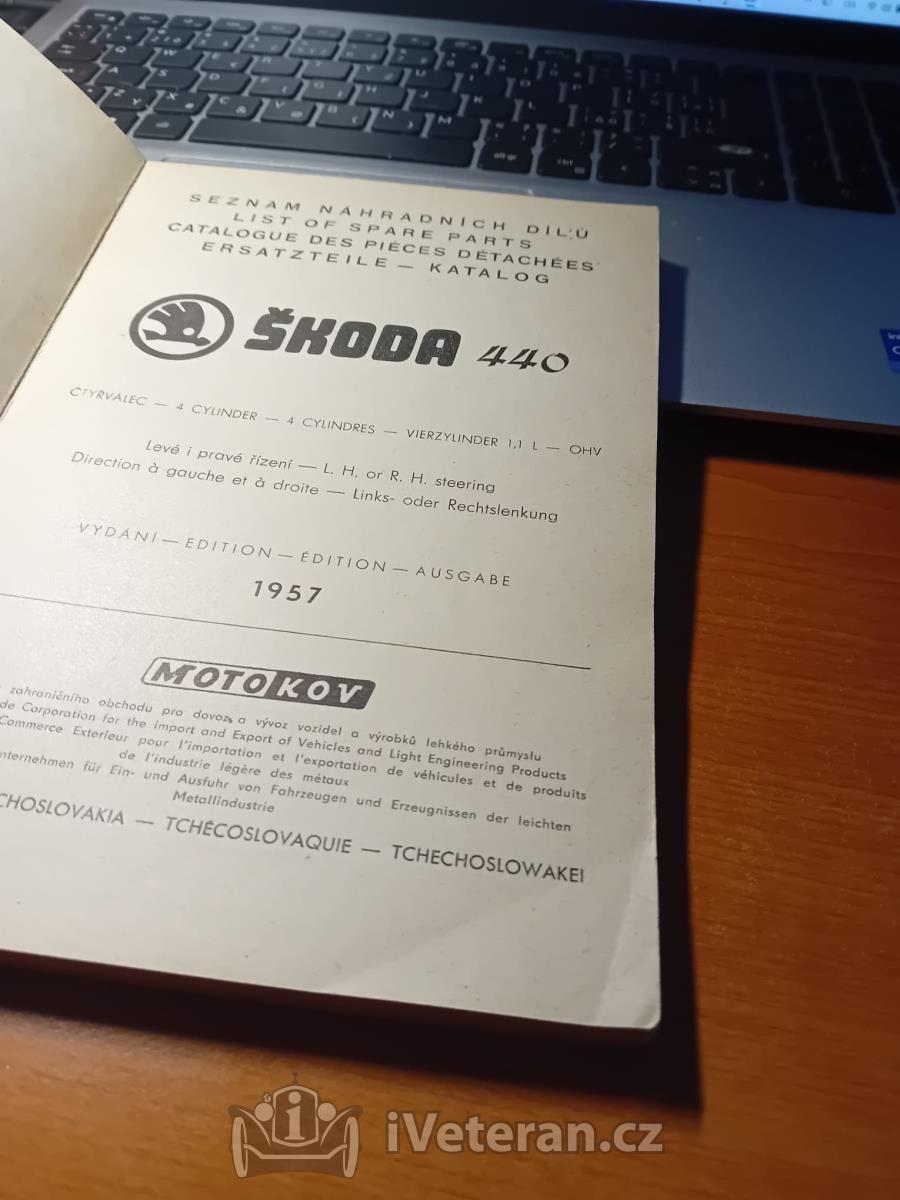 SEZNAM NÁHRADNÍCH DÍLŮ
LIST OF SPARE PARTS
CATALOGUE DES PIÈCES DÉTACHÉES
ERSATZTEILE — KATALOG
ŠKODA 440
ČTYŘVÁLEC — 4 CYLINDER — 4 CYLINDRES — VIERZYLINDER 1,1 L — OHV
Levé i pravé řízení — L. H. or R. H. steering
Direction à gauche et à droite — Links- oder Rechtslenkung
VYDÁNÍ — EDITION — ÉDITION — AUSGABE
1957
MOTOKOV
zahraničního obchodu pro dovoz a vývoz vozidel a výrobků lehkého průmyslu
de Corporation for the import and Export of Vehicles and Light Engineering Products
Commerce Exterieur pour l'importation et l'exportation de véhicules et de produits
de l'industrie légère des métaux
nternehmen für Ein- und Ausfuhr von Fahrzeugen und Erzeugnissen der leichten
Metallindustrie
CHOSLOVAKIA — TCHÉCOSLOVAQUIE — TCHECHOSLOWAKEI
iVeteran.cz